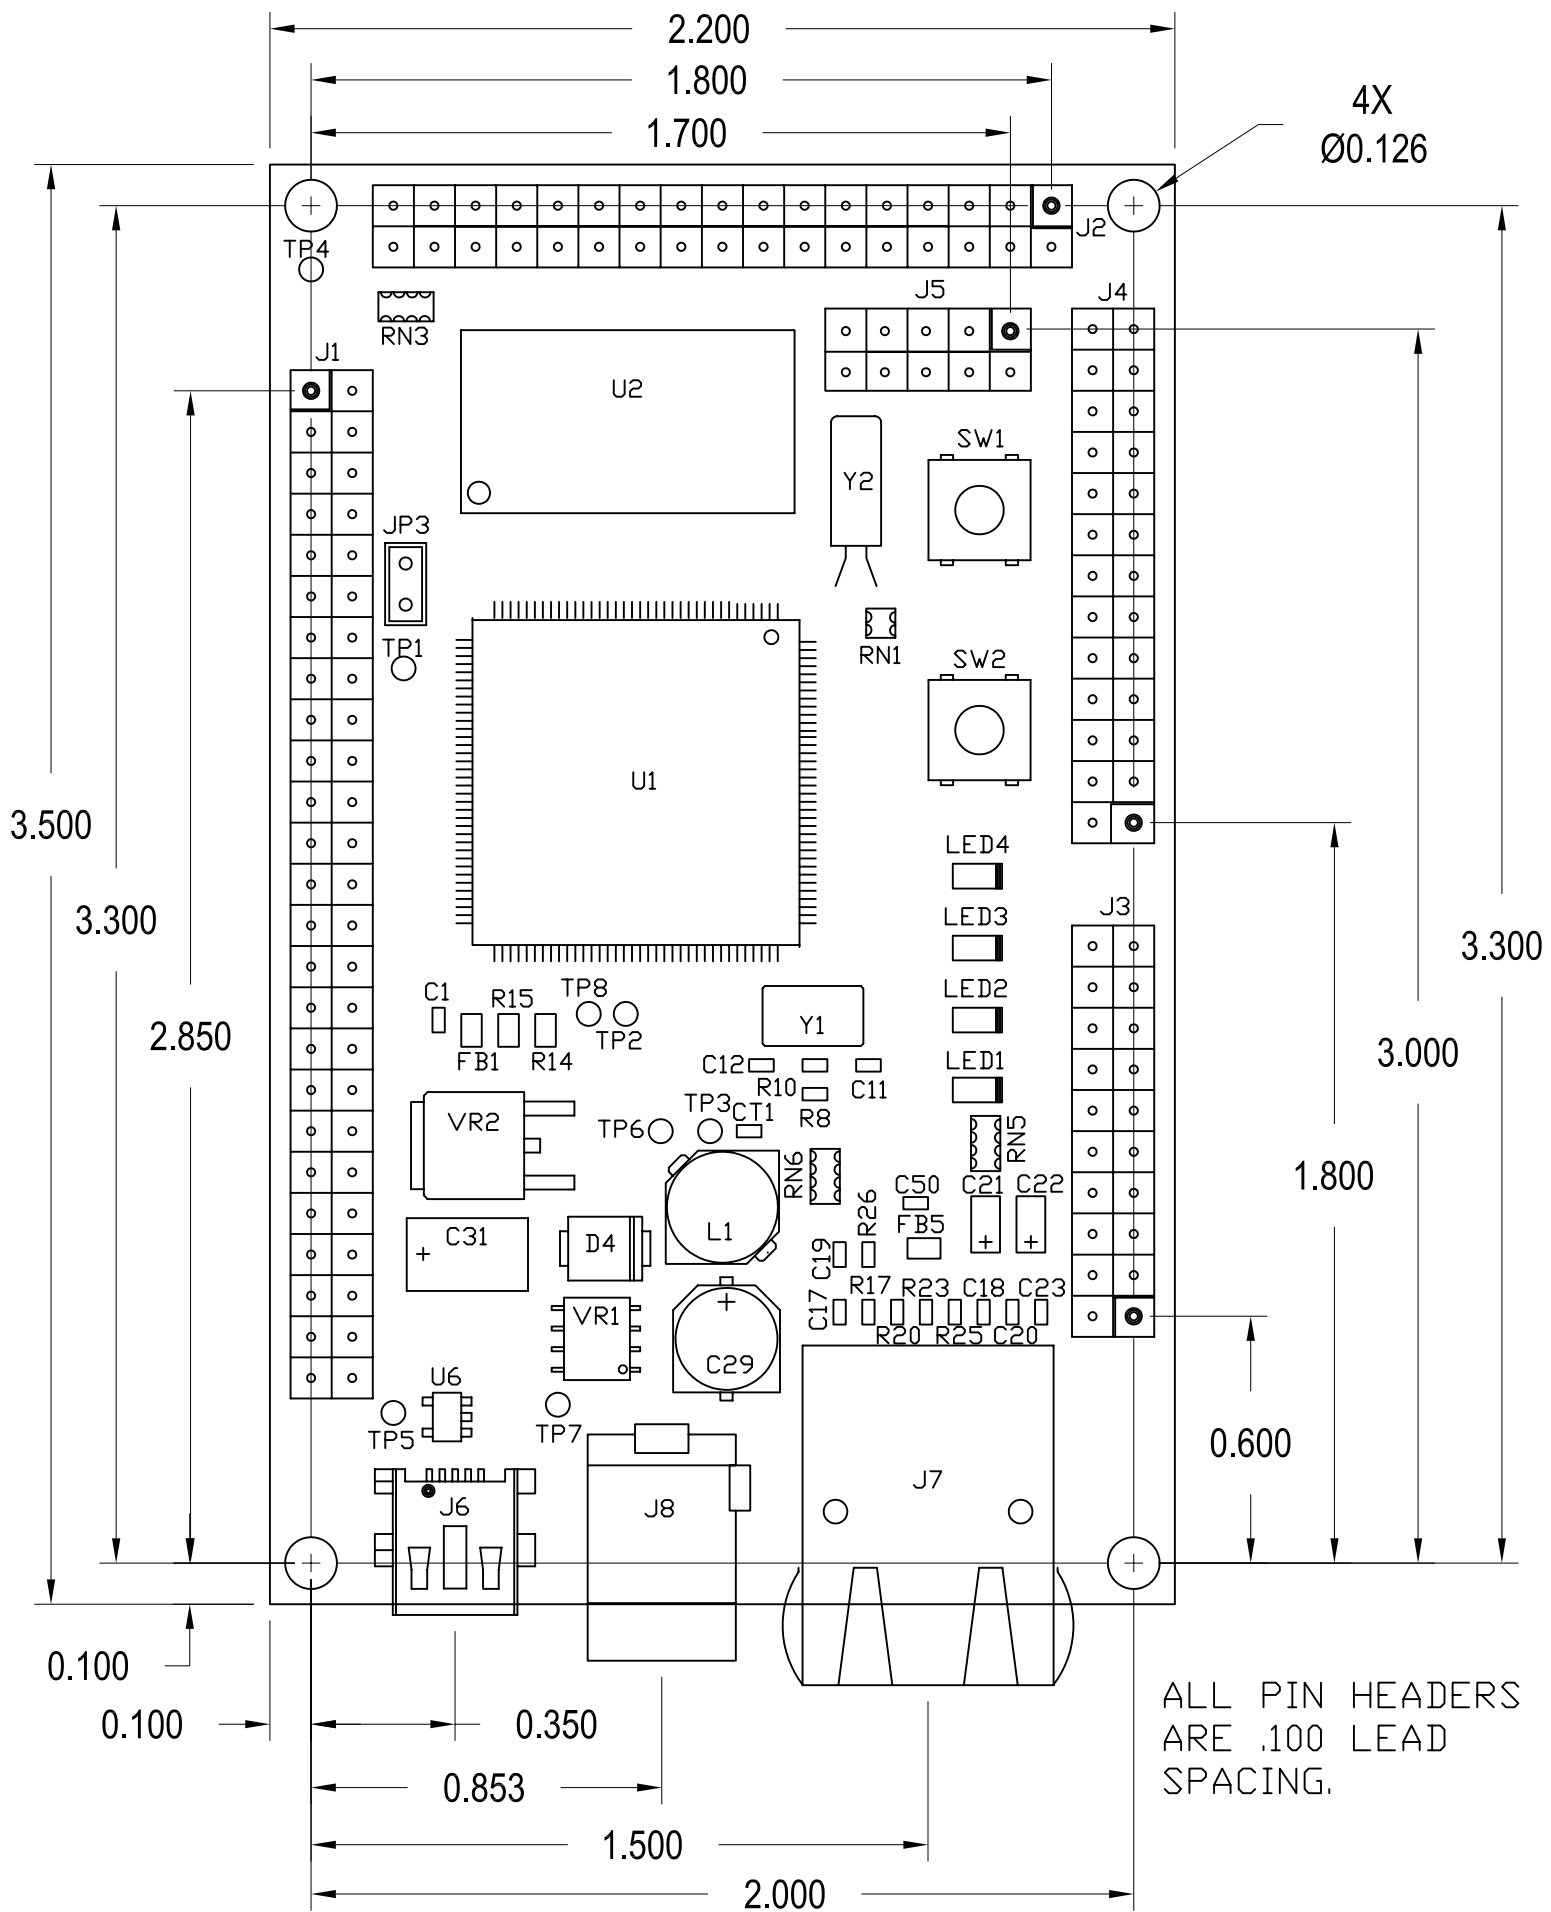 2.200
1.800
1.700
4X
Ø0.126
J2
TP4
J5
J4
RN3
J1
U2
SW1
Y2
JP3
TP1
RN1
SW2
U1
3.500
LED4
J3
3.300
LED3
3.300
C1
R15
TP8
LED2
2.850
Y1
TP2
FB1
R14
3.000
C12
LED1
R10
C11
TP3
CT1
R8
VR2
TP6
RN5
RN6
1.800
C50
C21
C22
R26
FB5
L1
C31
+
D4
+
+
C19
R17
R23
C18
C23
C17
+
VR1
R20
R25
C20
C29
U6
0.600
TP5
TP7
J7
J6
J8
0.100
0.100
0.350
ALL PIN HEADERS
ARE .100 LEAD
SPACING.
0.853
1.500
2.000